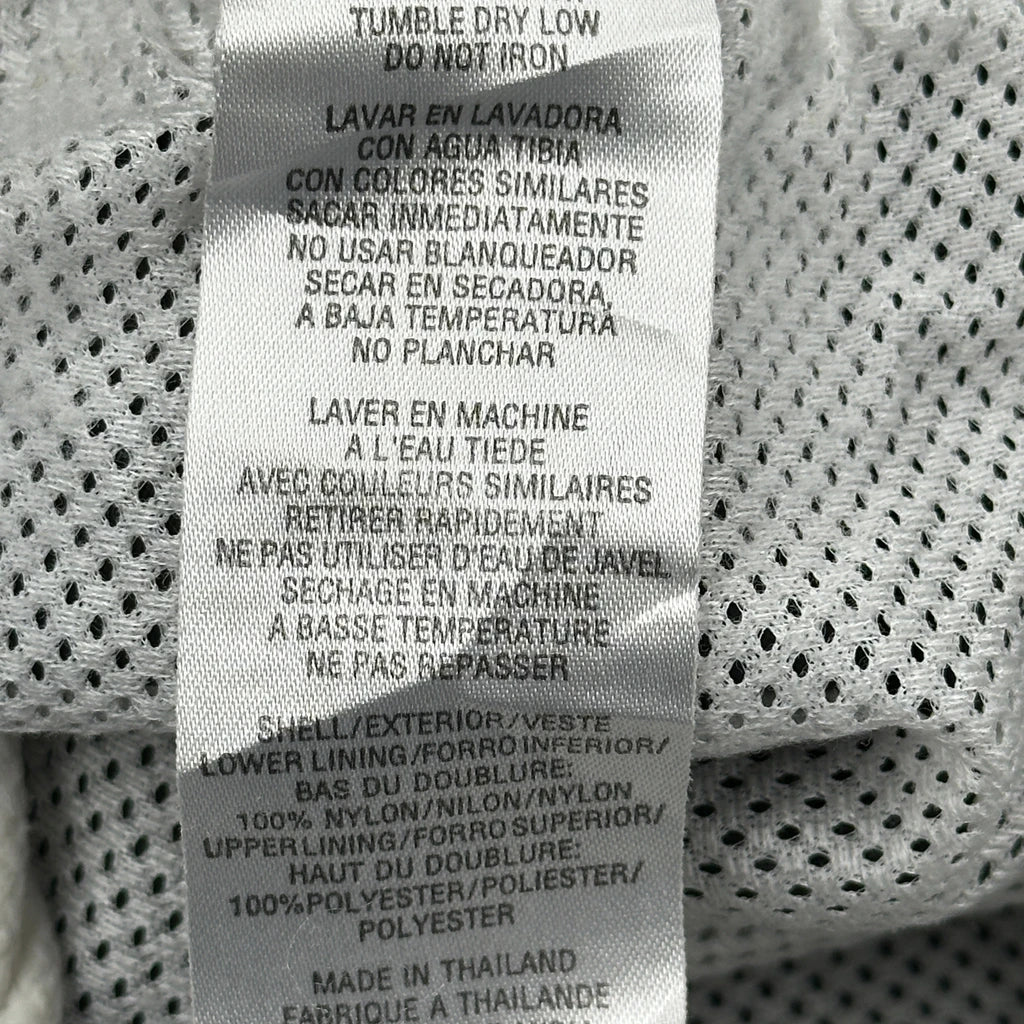 TUMBLE DRY LOW
DO NOT IRON
LAVAR EN LAVADORA
CON AGUA TIBIA
CON COLORES SIMILARES
SACAR INMEDIATAMENTE
NO USAR BLANQUEADOR
SECAR EN SECADORA,
A BAJA TEMPERATURA
NO PLANCHAR
LAVER EN MACHINE
A L'EAU TIEDE
AVEC COULEURS SIMILAIRES
RETIRER RAPIDEMENT
NE PAS UTILISER D'EAU DE JAVEL
SECHAGE EN MACHINE
A BASSE TEMPERATURE
NE PAS REPASSER
SHELL/EXTERIOR/VESTE
LOWER LINING/FORRO INFERIOR/
BAS DU DOUBLURE:
100% NYLON/NILON/NYLON
UPPER LINING/FORRO SUPERIOR/
HAUT DU DOUBLURE:
100%POLYESTER/POLIESTER/
POLYESTER
MADE IN THAILAND
FABRIQUE A THAILANDE